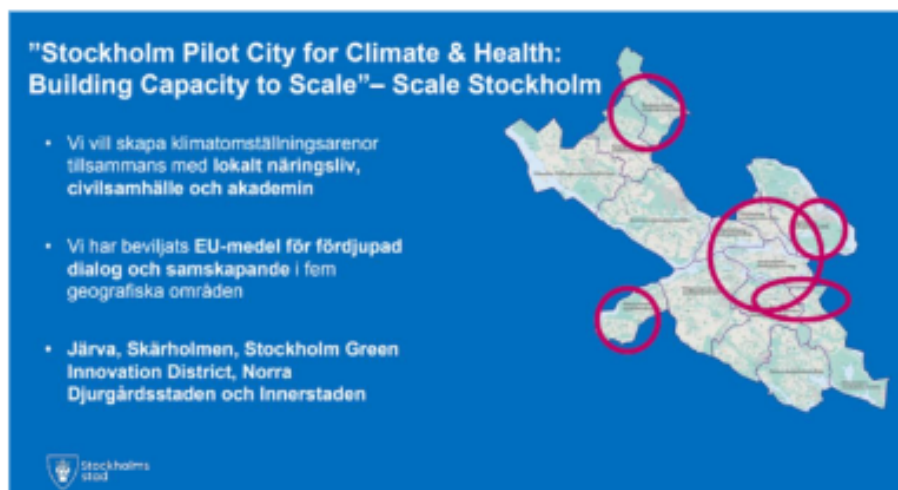 ”Stockholm Pilot City for Climate & Health:
Building Capacity to Scale”– Scale Stockholm
• Vi vill skapa klimatomställningsarenor
tillsammans med lokalt näringsliv,
civilsamhälle och akademin
• Vi har beviljats EU-medel för fördjupad
dialog och samskapande i fem
geografiska områden
• Järva, Skärholmen, Stockholm Green
Innovation District, Norra
Djurgårdsstaden och Innerstaden
Stockholms
stad